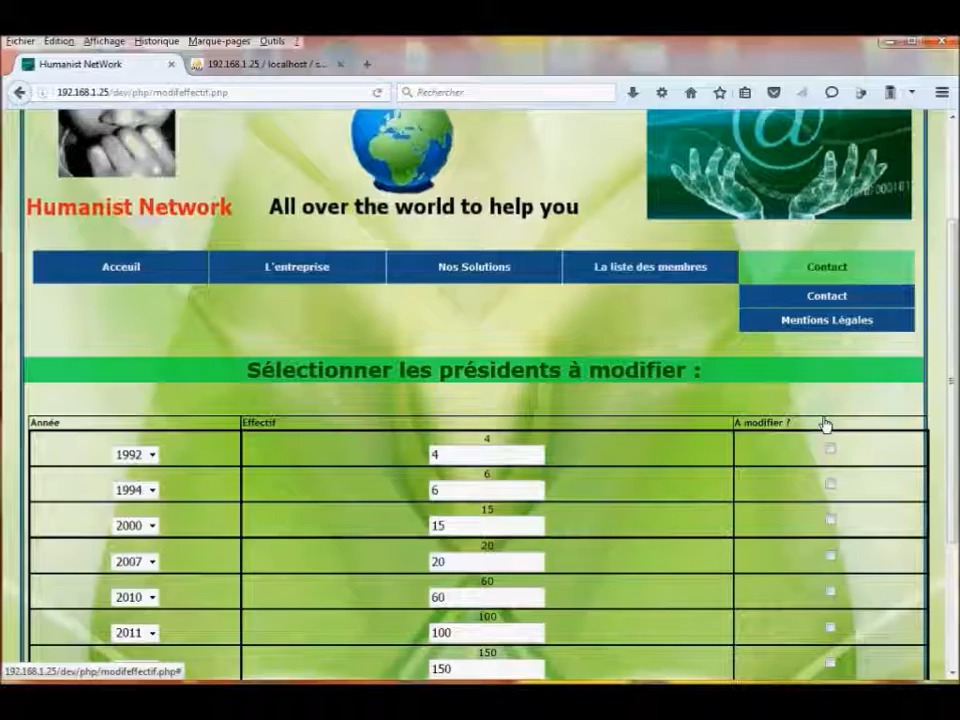 Fichier Edition Affichage Historique Marque-pages Outils ?
Humanist NetWork × 192.168.1.25 / localhost / s... × +
192.168.1.25/dev/php/modifeffectif.php Rechercher
Humanist Network All over the world to help you
Acceuil L'entreprise Nos Solutions La liste des membres Contact
Contact
Mentions Légales
Sélectionner les présidents à modifier :
Année Effectif A modifier ?
4
1992 4
6
1994 6
15
2000 15
20
2007 20
60
2010 60
100
2011 100
150
150
192.168.1.25/dev/php/modifeffectif.php#